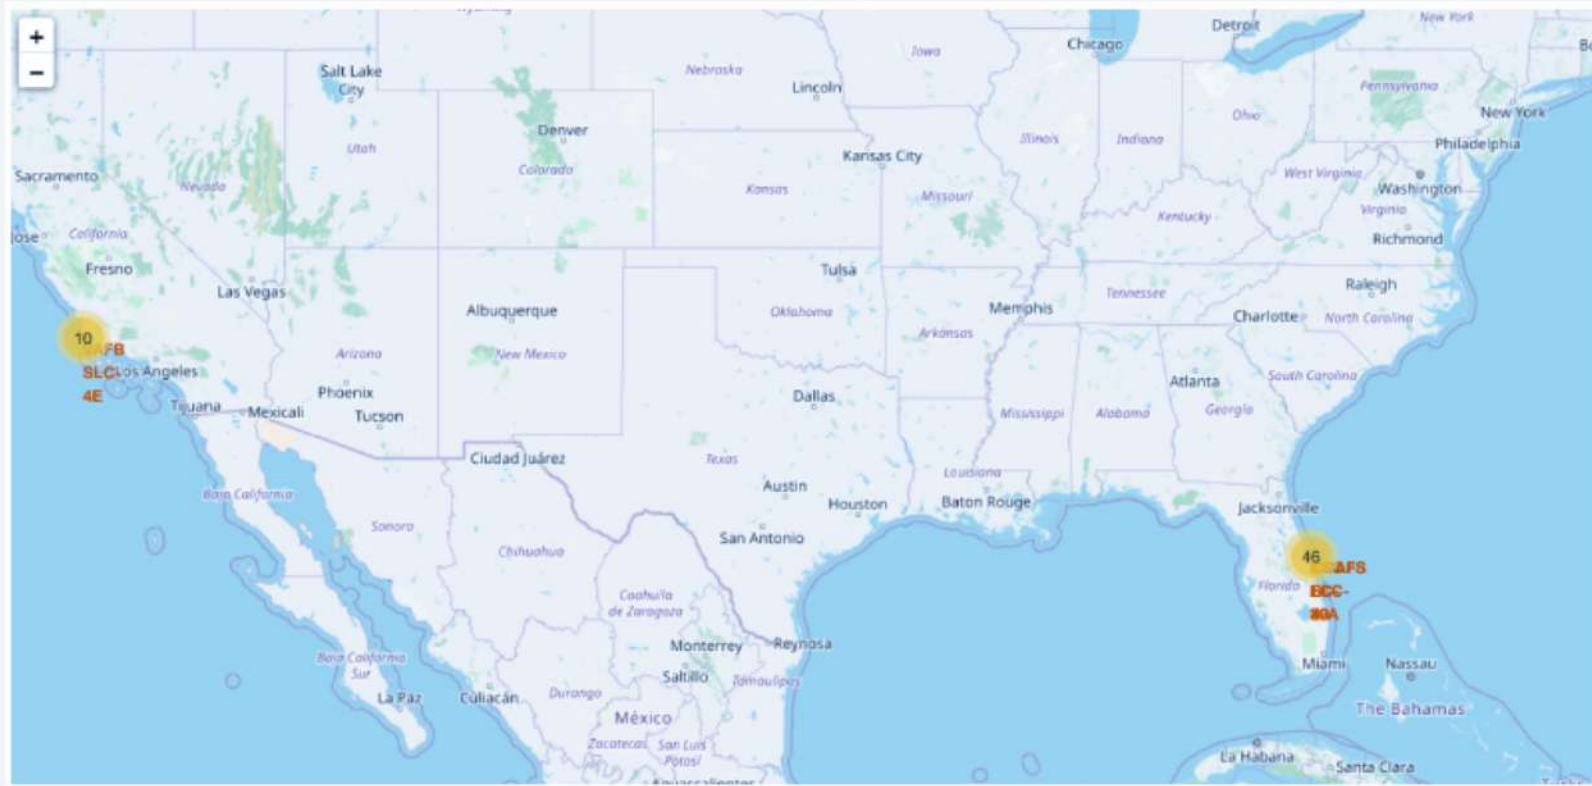 +
−
Detroit
New York
Chicago
Iowa
Salt Lake
City
Nebraska
Lincoln
Pennsylvania
New York
Denver
Ohio
Illinois
Indiana
Philadelphia
Utah
Kansas City
Colorado
Sacramento
Nevada
Kansas
Missouri
West Virginia
Washington
Virginia
Kentucky
Jose
California
Richmond
Fresno
Las Vegas
Tulsa
Raleigh
Tennessee
Albuquerque
Oklahoma
Memphis
Charlotte
North Carolina
Arkansas
10
AFB
Arizona
New Mexico
SLC-
Los Angeles
4E
Phoenix
Dallas
Atlanta
South Carolina
Tijuana
Mexicali
Tucson
Mississippi
Alabama
Georgia
Ciudad Juárez
Texas
Louisiana
Baja California
Austin
Houston
Baton Rouge
Jacksonville
Sonora
San Antonio
Chihuahua
46
AFS
Florida
Coahuila
de Zaragoza
Monterrey
Reynosa
Baja California
Sur
Saltillo
Tamaulipas
Miami
Nassau
La Paz
Culiacán
Durango
México
The Bahamas
Zacatecas
San Luis
Potosí
La Habana
Santa Clara
Aguascalientes